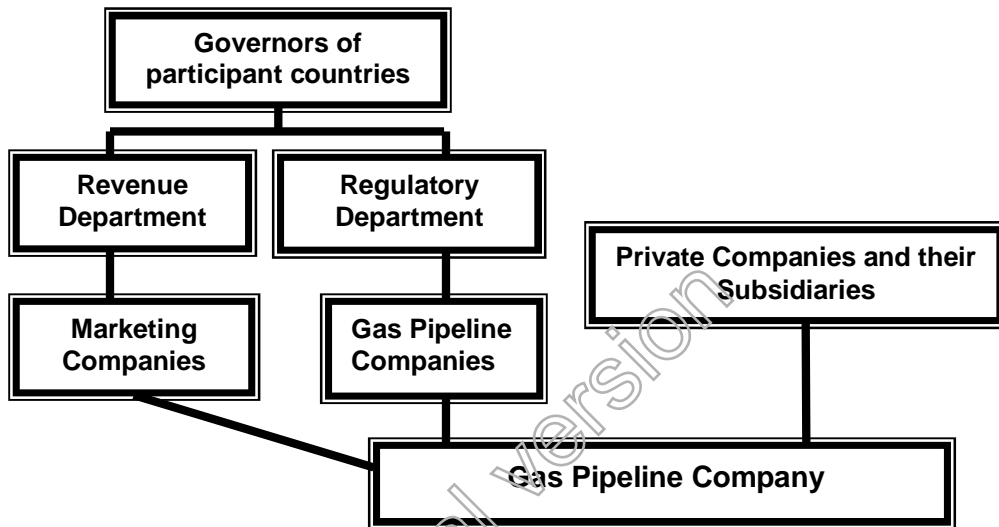 Governors of
participant countries
Revenue
Department
Regulatory
Department
Private Companies and their
Subsidiaries
Marketing
Companies
Gas Pipeline
Companies
Gas Pipeline Company
version